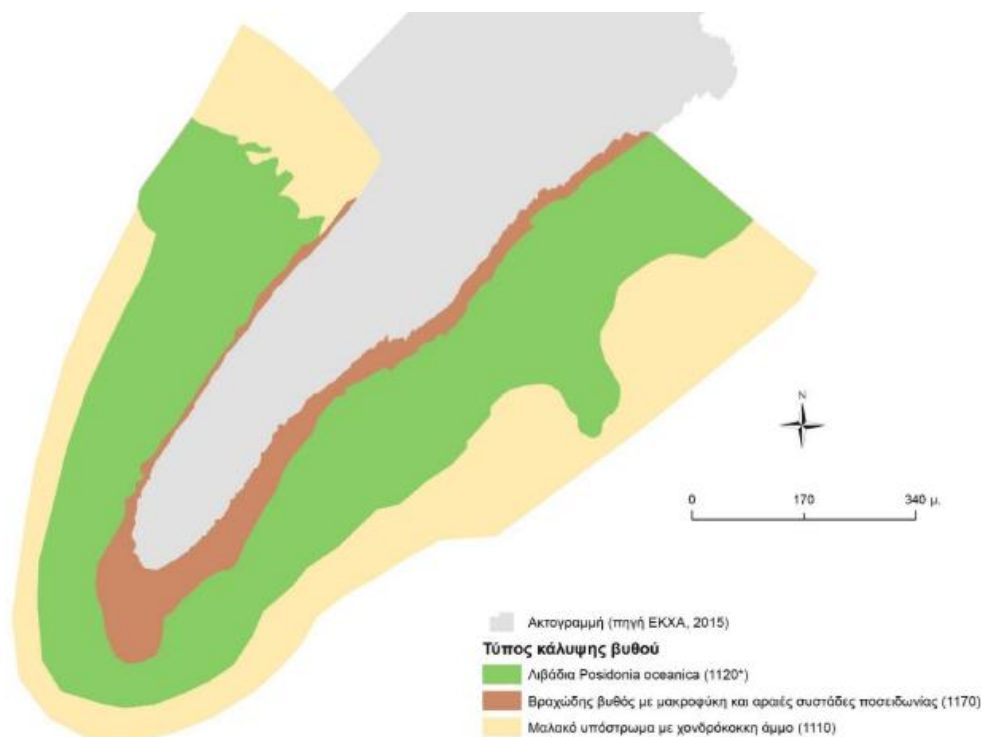 N
0 170 340 μ.
Ακτογραμμή (πηγή ΕΚΧΑ, 2015)
Τύπος κάλυψης βυθού
Λιβάδια Posidonia oceanica (1120*)
Βραχώδης βυθός με μακροφύκη και αραιές συστάδες ποσειδωνίας (1170)
Μαλακό υπόστρωμα με χονδρόκοκκη άμμο (1110)